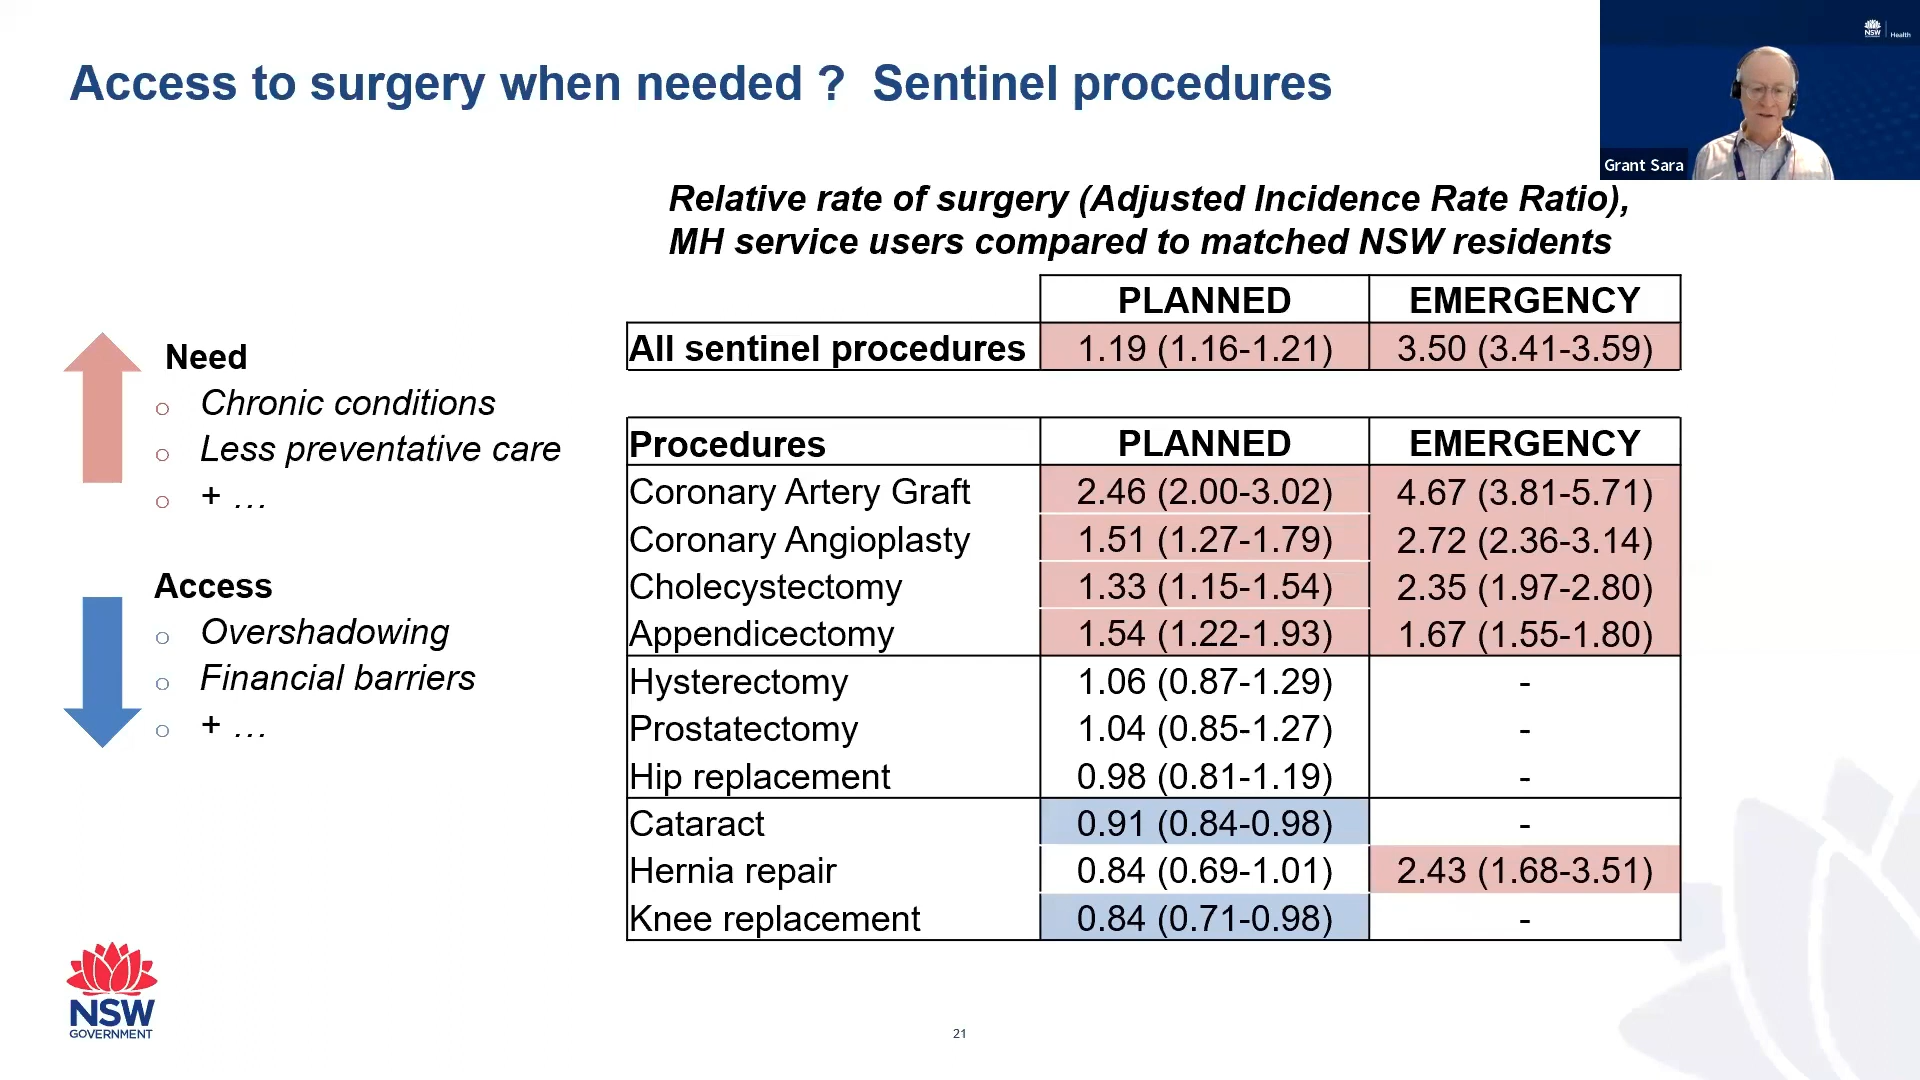 Access to surgery when needed ? Sentinel procedures
NSW
Health
Grant Sara
Relative rate of surgery (Adjusted Incidence Rate Ratio),
MH service users compared to matched NSW residents
PLANNED EMERGENCY
All sentinel procedures 1.19 (1.16-1.21) 3.50 (3.41-3.59)
Need
o Chronic conditions
o Less preventative care
o + …
Access
o Overshadowing
o Financial barriers
o + …
Procedures PLANNED EMERGENCY
Coronary Artery Graft 2.46 (2.00-3.02) 4.67 (3.81-5.71)
Coronary Angioplasty 1.51 (1.27-1.79) 2.72 (2.36-3.14)
Cholecystectomy 1.33 (1.15-1.54) 2.35 (1.97-2.80)
Appendicectomy 1.54 (1.22-1.93) 1.67 (1.55-1.80)
Hysterectomy 1.06 (0.87-1.29) -
Prostatectomy 1.04 (0.85-1.27) -
Hip replacement 0.98 (0.81-1.19) -
Cataract 0.91 (0.84-0.98) -
Hernia repair 0.84 (0.69-1.01) 2.43 (1.68-3.51)
Knee replacement 0.84 (0.71-0.98) -
NSW
GOVERNMENT
21